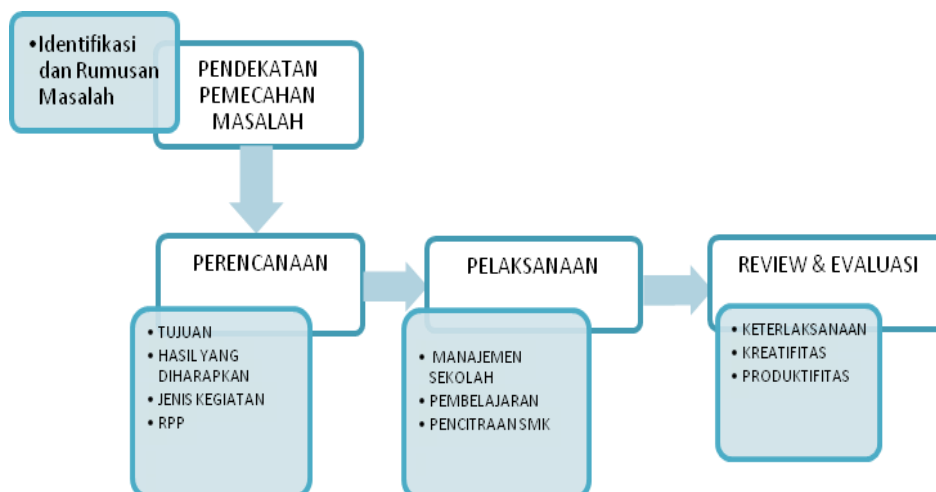 •Identifikasi
dan Rumusan
Masalah
PENDEKATAN
PEMECAHAN
MASALAH
PERENCANAAN
• TUJUAN
• HASIL YANG
DIHARAPKAN
• JENIS KEGIATAN
• RPP
PELAKSANAAN
• MANAJEMEN
SEKOLAH
• PEMBELAJARAN
• PENCITRAAN SMK
REVIEW & EVALUASI
• KETERLAKSANAAN
• KREATIFITAS
• PRODUKTIFITAS